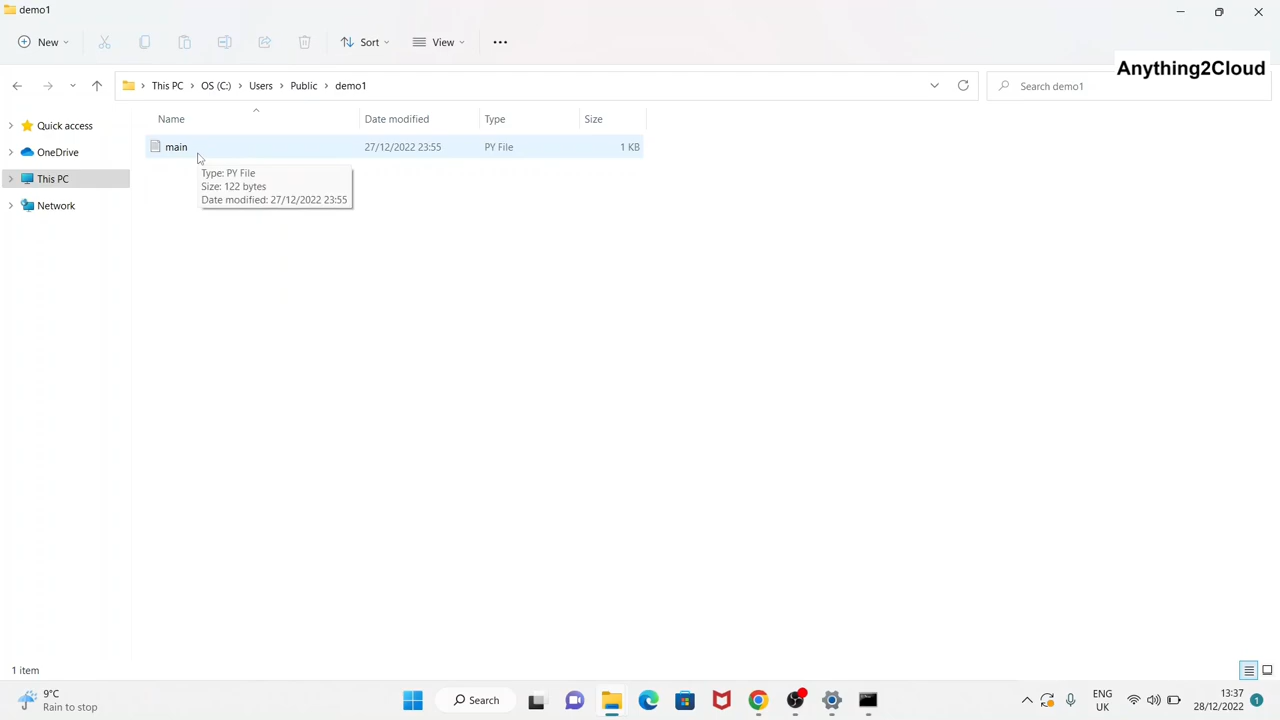 demo1
New
Sort
View
Anything2Cloud
This PC
OS (C:)
Users
Public
demo1
Search demo1
Name
Date modified
Type
Size
Quick access
OneDrive
This PC
Network
main
27/12/2022 23:55
PY File
1 KB
Type: PY File
Size: 122 bytes
Date modified: 27/12/2022 23:55
1 item
9°C
Rain to stop
Search
ENG
UK
13:37
28/12/2022
1